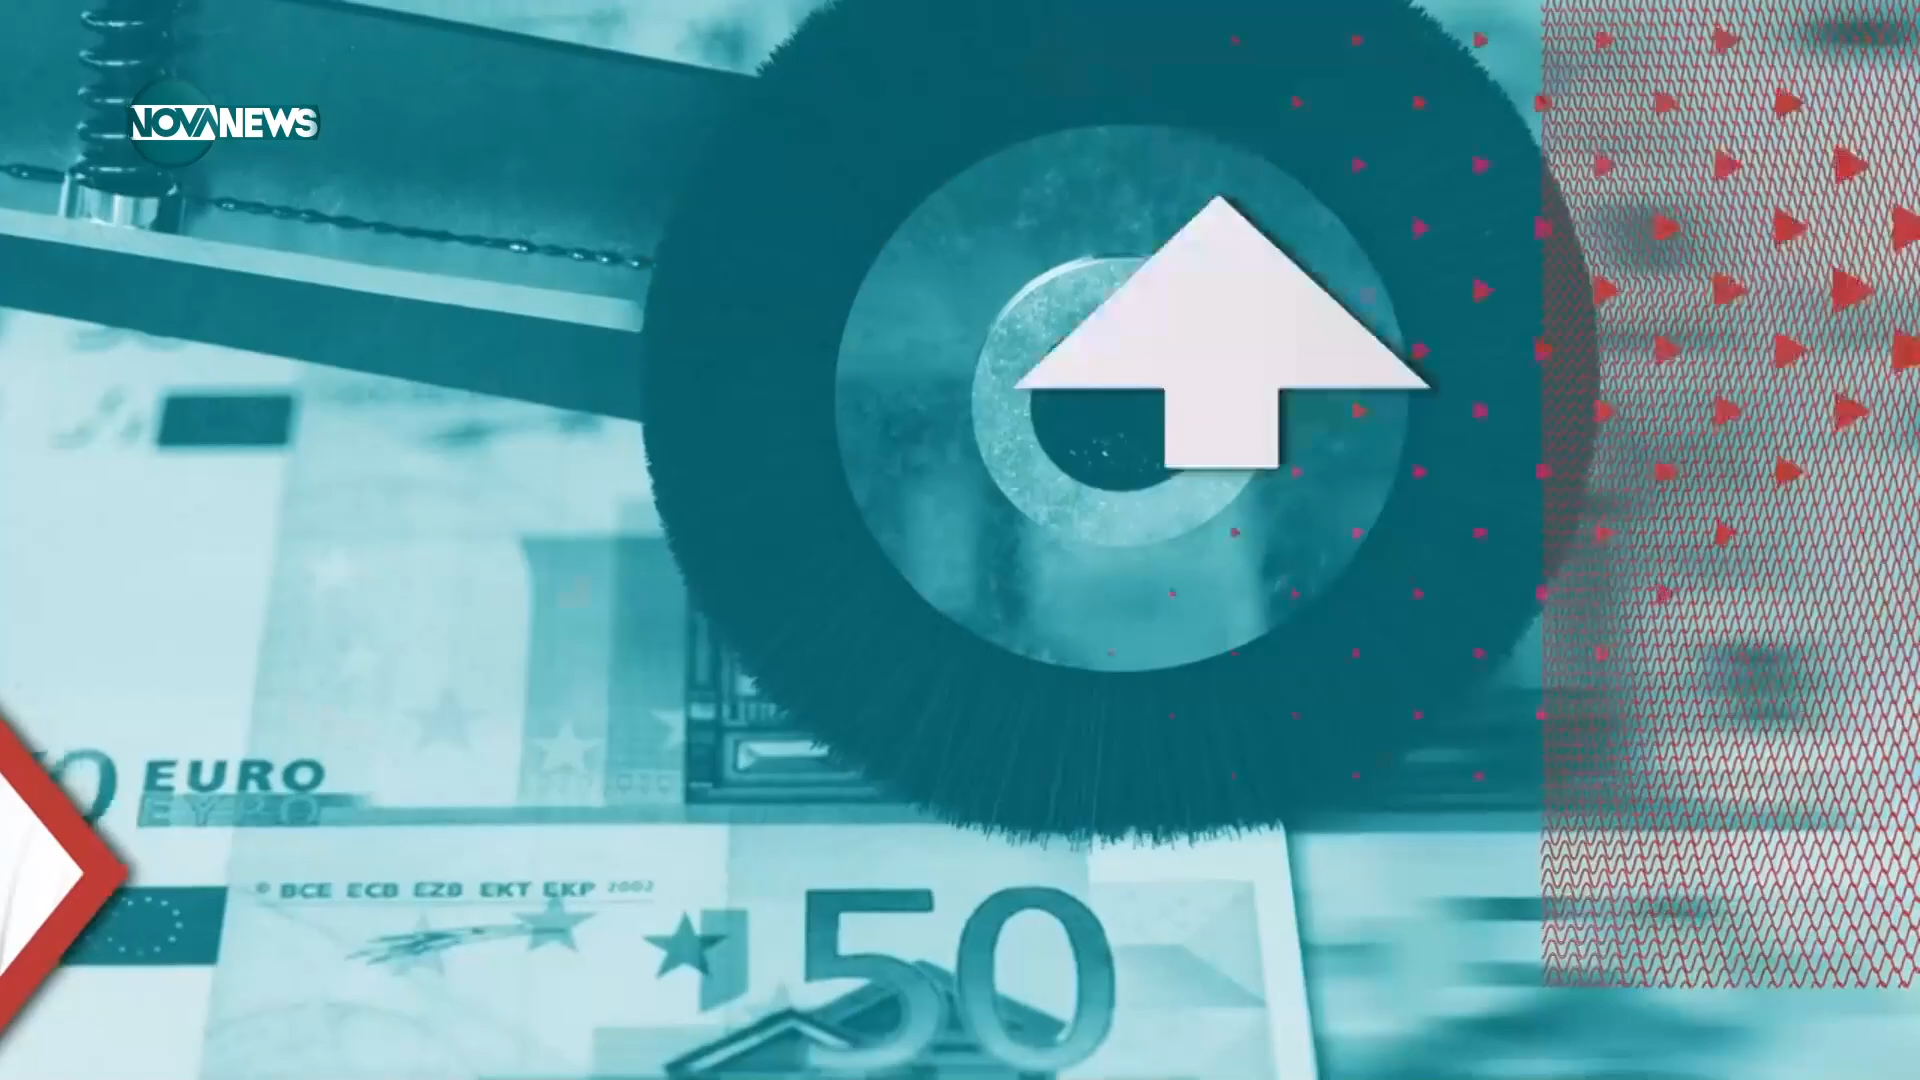 NOVANEWS
EURO
ΕΥΡΩ
© BCE ECB EZB EKT EKP 2002
50